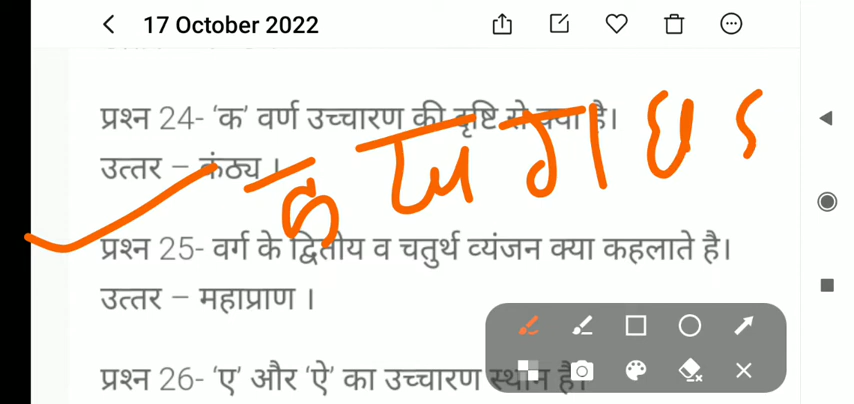 17 October 2022
प्रश्न 24- ‘क’ वर्ण उच्चारण की दृष्टि से क्या है।
उत्तर – कंठ्य ।
प्रश्न 25- वर्ग के द्वितीय व चतुर्थ व्यंजन क्या कहलाते है।
उत्तर – महाप्राण ।
प्रश्न 26- ‘ए’ और ‘ऐ’ का उच्चारण स्थान है।